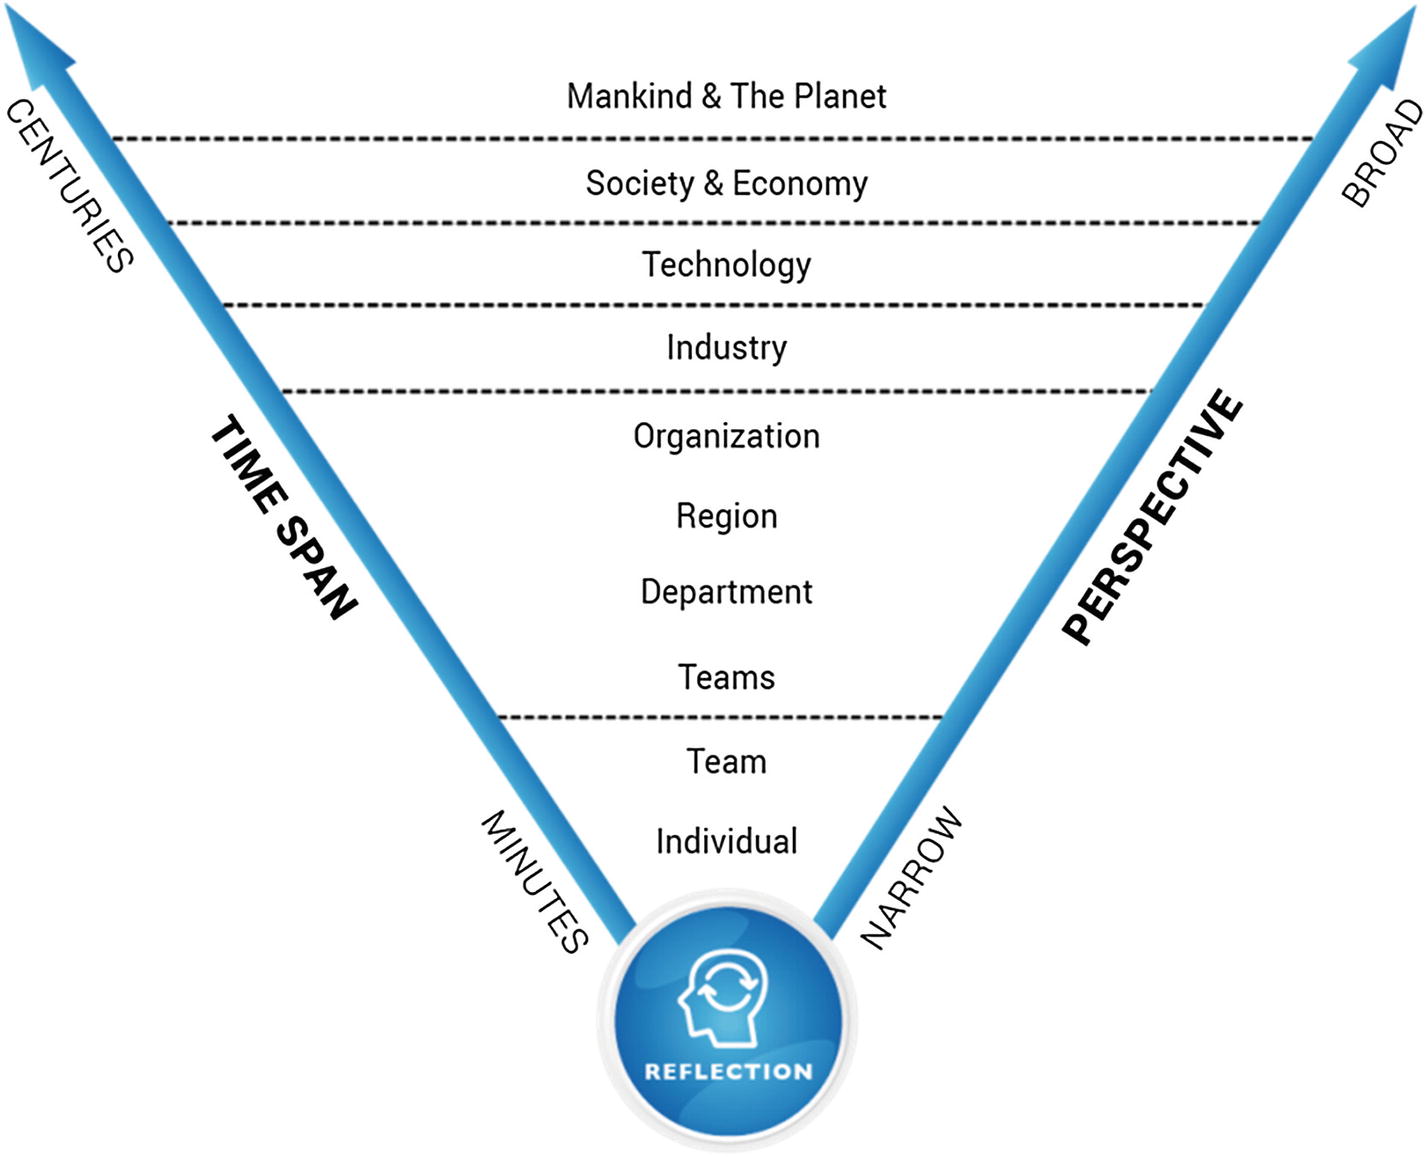 Mankind & The Planet
CENTURIES
BROAD
Society & Economy
Technology
Industry
TIME SPAN
PERSPECTIVE
Organization
Region
Department
Teams
Team
MINUTES
NARROW
Individual
REFLECTION